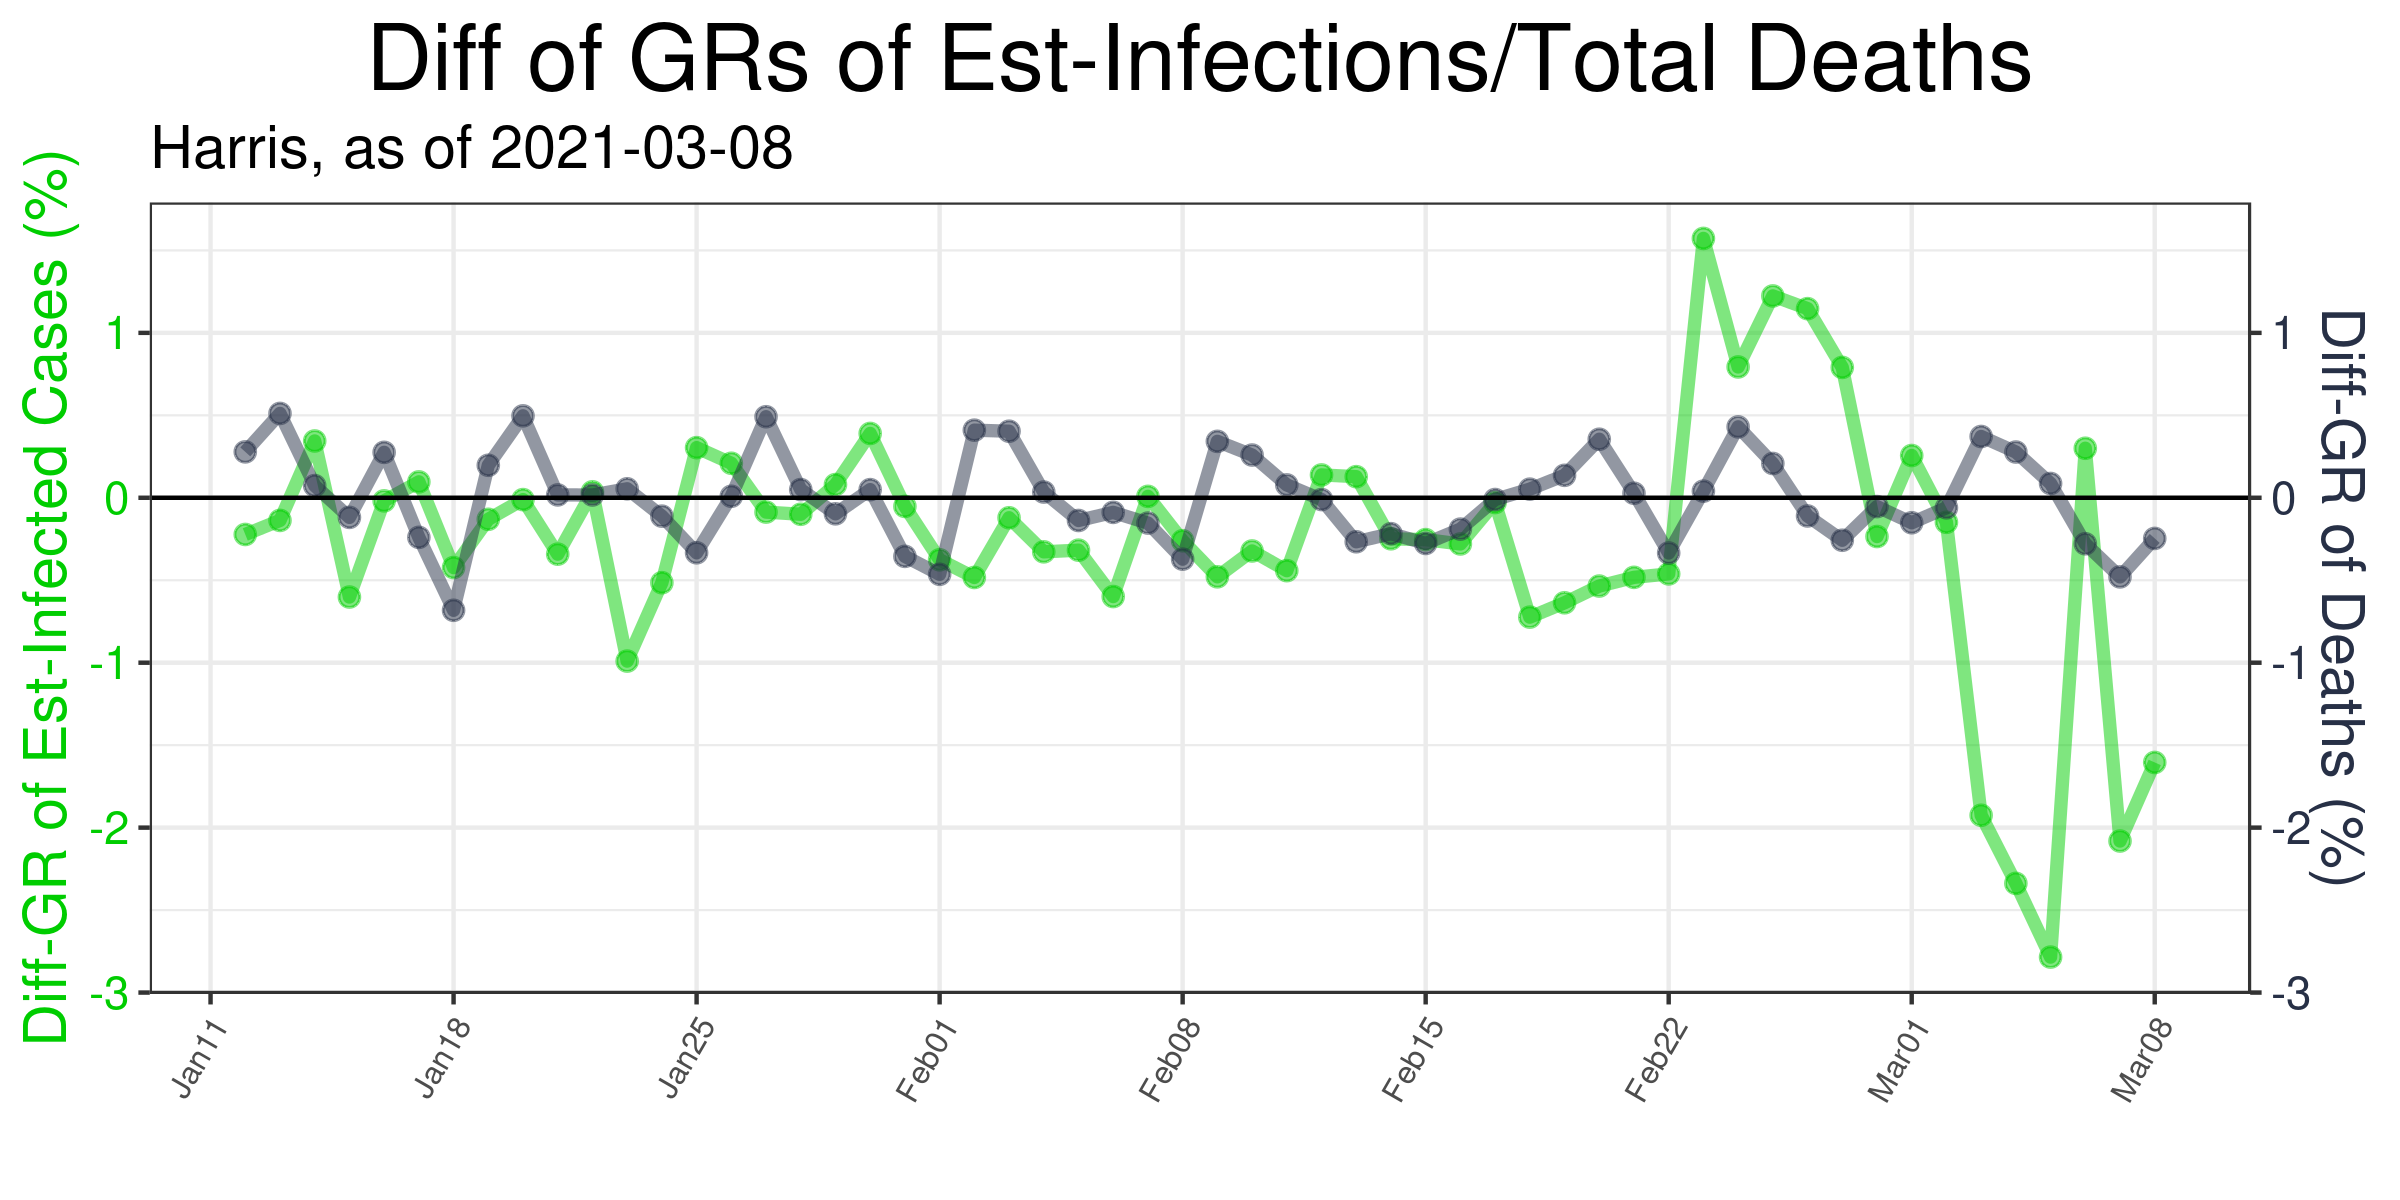 Diff of GRs of Est-Infections/Total Deaths
Harris, as of 2021-03-08
Diff-GR of Est-Infected Cases (%)
1
0
-1
-2
-3
1
0
-1
-2
-3
Diff-GR of Deaths (%)
Jan11
Jan18
Jan25
Feb01
Feb08
Feb15
Feb22
Mar01
Mar08